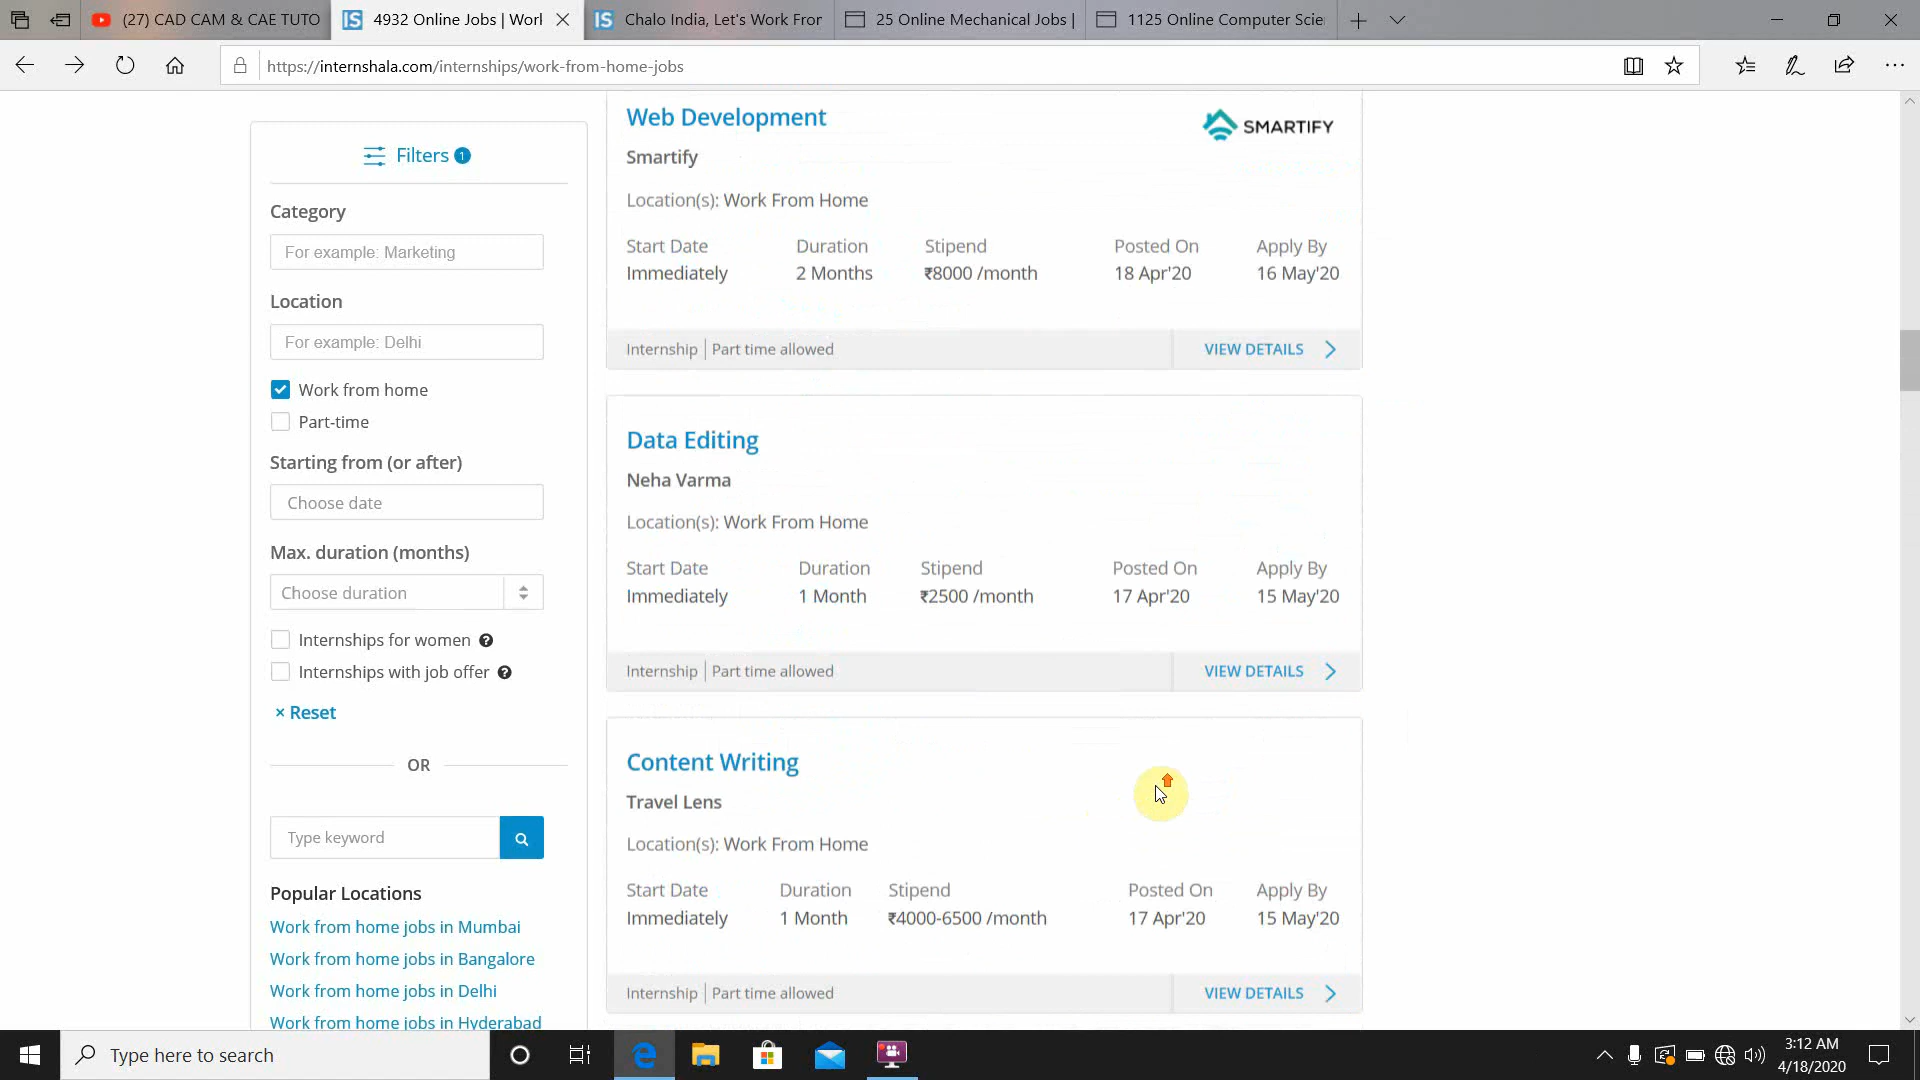 (27) CAD CAM & CAE TUTO
4932 Online Jobs | Worl
IS
IS
Chalo India, Let's Work Fror
25 Online Mechanical Jobs |
1125 Online Computer Scie
https://internshala.com/internships/work-from-home-jobs
Filters 1
Category
For example: Marketing
Location
For example: Delhi
Work from home
Part-time
Starting from (or after)
Choose date
Max. duration (months)
Choose duration
Internships for women ?
Internships with job offer ?
× Reset
OR
Type keyword
Popular Locations
Work from home jobs in Mumbai
Work from home jobs in Bangalore
Work from home jobs in Delhi
Work from home jobs in Hyderabad
Web Development
SMARTIFY
Smartify
Location(s): Work From Home
Start Date Duration Stipend Posted On Apply By
Immediately 2 Months ₹8000 /month 18 Apr'20 16 May'20
Internship | Part time allowed VIEW DETAILS
Data Editing
Neha Varma
Location(s): Work From Home
Start Date Duration Stipend Posted On Apply By
Immediately 1 Month ₹2500 /month 17 Apr'20 15 May'20
Internship | Part time allowed VIEW DETAILS
Content Writing
Travel Lens
Location(s): Work From Home
Start Date Duration Stipend Posted On Apply By
Immediately 1 Month ₹4000-6500 /month 17 Apr'20 15 May'20
Internship | Part time allowed VIEW DETAILS
Type here to search
3:12 AM
4/18/2020